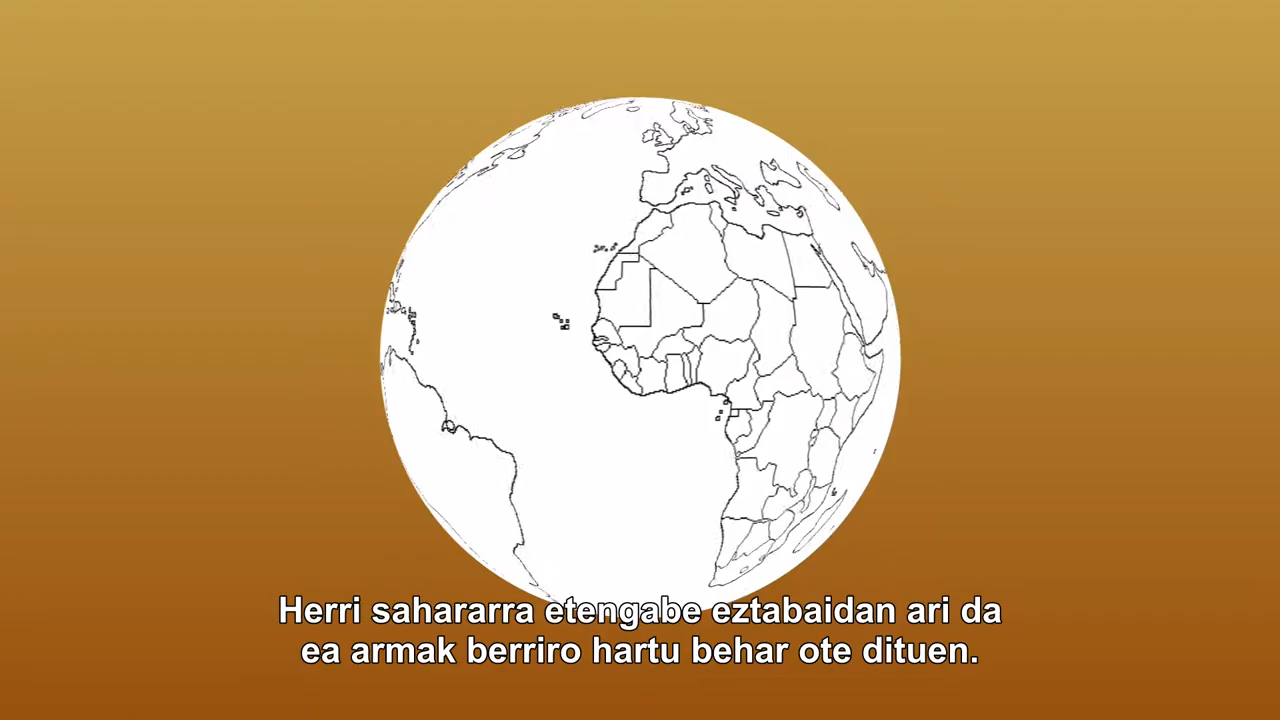 Herri sahararra etengabe eztabaidan ari da
ea armak berriro hartu behar ote dituen.